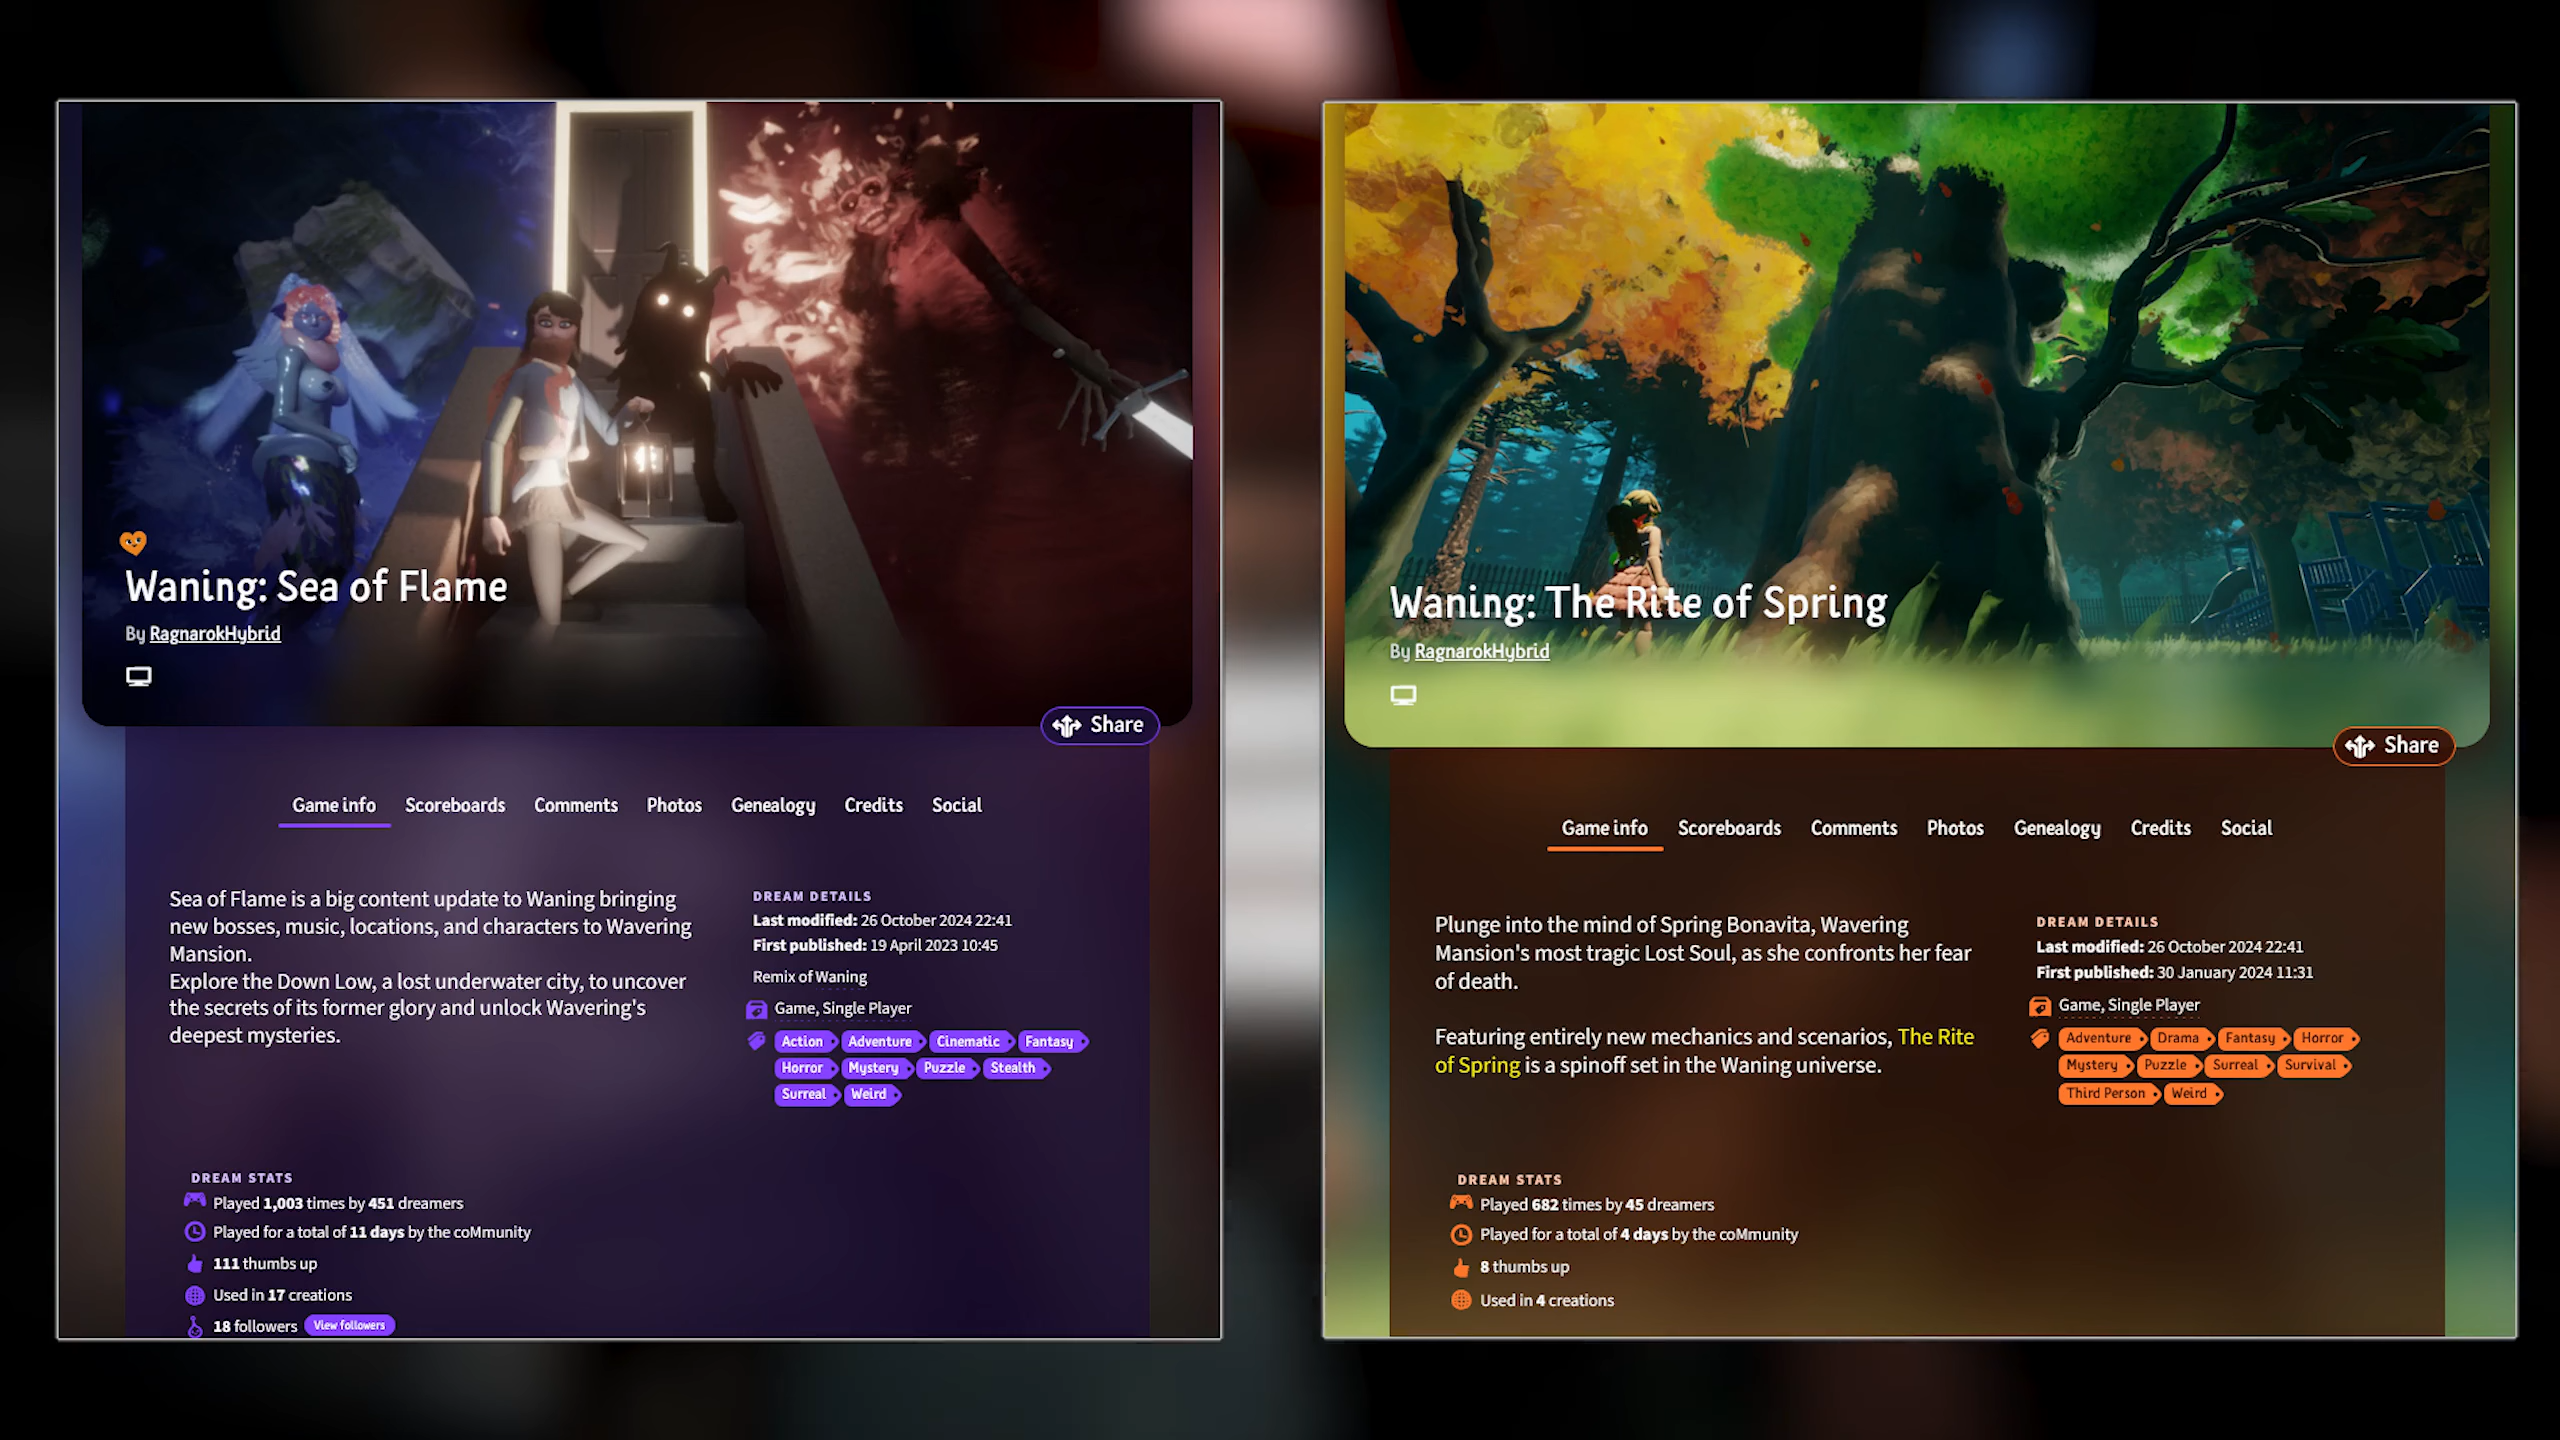 Waning: Sea of Flame
By RagnarokHybrid
Share
Game info Scoreboards Comments Photos Genealogy Credits Social
Sea of Flame is a big content update to Waning bringing
new bosses, music, locations, and characters to Wavering
Mansion.
Explore the Down Low, a lost underwater city, to uncover
the secrets of its former glory and unlock Wavering's
deepest mysteries.
DREAM DETAILS
Last modified: 26 October 2024 22:41
First published: 19 April 2023 10:45
Remix of Waning
Game, Single Player
Action Adventure Cinematic Fantasy
Horror Mystery Puzzle Stealth
Surreal Weird
DREAM STATS
Played 1,003 times by 451 dreamers
Played for a total of 11 days by the coMmunity
111 thumbs up
Used in 17 creations
18 followers View followers
Waning: The Rite of Spring
By RagnarokHybrid
Share
Game info Scoreboards Comments Photos Genealogy Credits Social
Plunge into the mind of Spring Bonavita, Wavering
Mansion's most tragic Lost Soul, as she confronts her fear
of death.
Featuring entirely new mechanics and scenarios, The Rite
of Spring is a spinoff set in the Waning universe.
DREAM DETAILS
Last modified: 26 October 2024 22:41
First published: 30 January 2024 11:31
Game, Single Player
Adventure Drama Fantasy Horror
Mystery Puzzle Surreal Survival
Third Person Weird
DREAM STATS
Played 682 times by 45 dreamers
Played for a total of 4 days by the coMmunity
8 thumbs up
Used in 4 creations